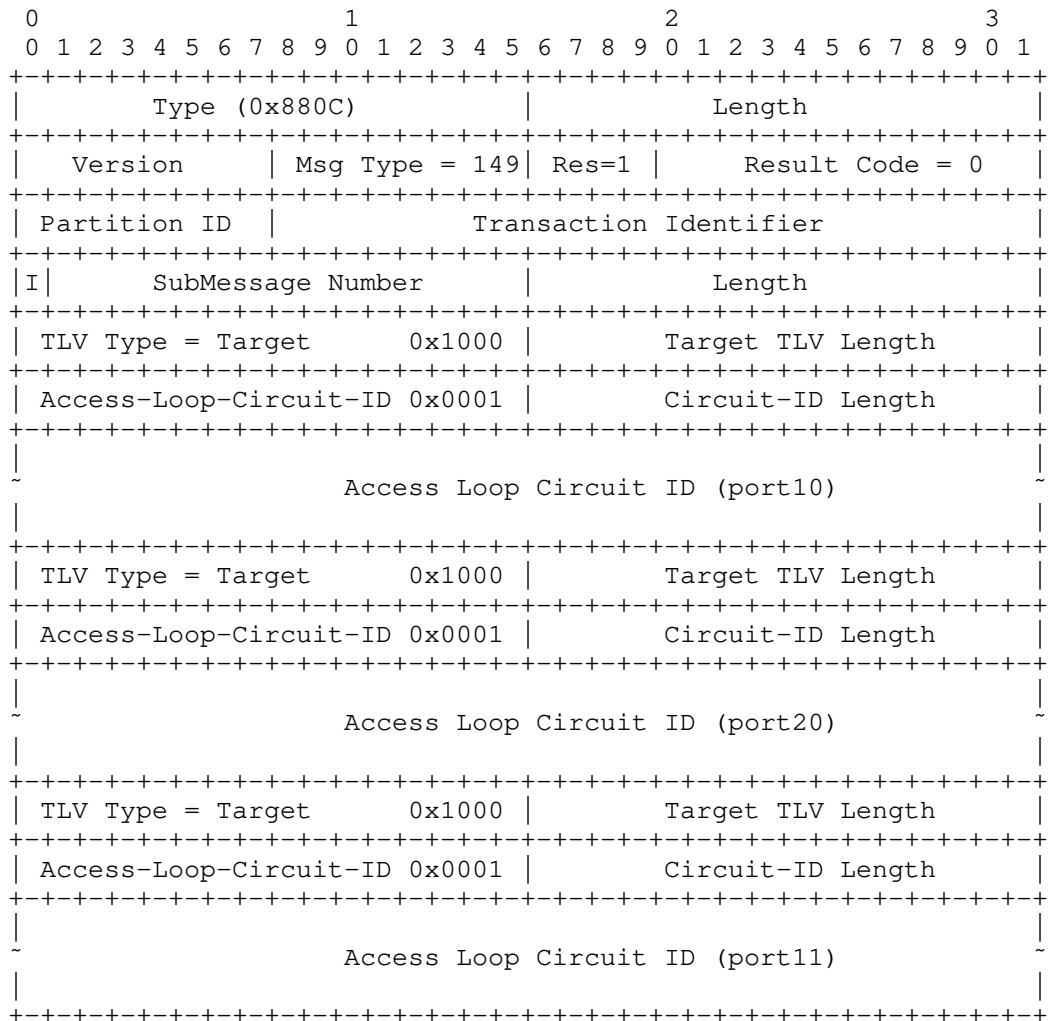 0                   1                   2                   3
 0 1 2 3 4 5 6 7 8 9 0 1 2 3 4 5 6 7 8 9 0 1 2 3 4 5 6 7 8 9 0 1
+-+-+-+-+-+-+-+-+-+-+-+-+-+-+-+-+-+-+-+-+-+-+-+-+-+-+-+-+-+-+-+-+
|        Type (0x880C)          |           Length              |
+-+-+-+-+-+-+-+-+-+-+-+-+-+-+-+-+-+-+-+-+-+-+-+-+-+-+-+-+-+-+-+-+
|   Version     | Msg Type = 149| Res=1 |     Result Code = 0   |
+-+-+-+-+-+-+-+-+-+-+-+-+-+-+-+-+-+-+-+-+-+-+-+-+-+-+-+-+-+-+-+-+
| Partition ID  |            Transaction Identifier             |
+-+-+-+-+-+-+-+-+-+-+-+-+-+-+-+-+-+-+-+-+-+-+-+-+-+-+-+-+-+-+-+-+
|I|      SubMessage Number      |           Length              |
+-+-+-+-+-+-+-+-+-+-+-+-+-+-+-+-+-+-+-+-+-+-+-+-+-+-+-+-+-+-+-+-+
| TLV Type = Target      0x1000 |        Target TLV Length      |
+-+-+-+-+-+-+-+-+-+-+-+-+-+-+-+-+-+-+-+-+-+-+-+-+-+-+-+-+-+-+-+-+
| Access-Loop-Circuit-ID 0x0001 |        Circuit-ID Length      |
+-+-+-+-+-+-+-+-+-+-+-+-+-+-+-+-+-+-+-+-+-+-+-+-+-+-+-+-+-+-+-+-+
|                                                               |
~                    Access Loop Circuit ID (port10)            ~
|                                                               |
+-+-+-+-+-+-+-+-+-+-+-+-+-+-+-+-+-+-+-+-+-+-+-+-+-+-+-+-+-+-+-+-+
| TLV Type = Target      0x1000 |        Target TLV Length      |
+-+-+-+-+-+-+-+-+-+-+-+-+-+-+-+-+-+-+-+-+-+-+-+-+-+-+-+-+-+-+-+-+
| Access-Loop-Circuit-ID 0x0001 |        Circuit-ID Length      |
+-+-+-+-+-+-+-+-+-+-+-+-+-+-+-+-+-+-+-+-+-+-+-+-+-+-+-+-+-+-+-+-+
|                                                               |
~                    Access Loop Circuit ID (port20)            ~
|                                                               |
+-+-+-+-+-+-+-+-+-+-+-+-+-+-+-+-+-+-+-+-+-+-+-+-+-+-+-+-+-+-+-+-+
| TLV Type = Target      0x1000 |        Target TLV Length      |
+-+-+-+-+-+-+-+-+-+-+-+-+-+-+-+-+-+-+-+-+-+-+-+-+-+-+-+-+-+-+-+-+
| Access-Loop-Circuit-ID 0x0001 |        Circuit-ID Length      |
+-+-+-+-+-+-+-+-+-+-+-+-+-+-+-+-+-+-+-+-+-+-+-+-+-+-+-+-+-+-+-+-+
|                                                               |
~                    Access Loop Circuit ID (port11)            ~
|                                                               |
+-+-+-+-+-+-+-+-+-+-+-+-+-+-+-+-+-+-+-+-+-+-+-+-+-+-+-+-+-+-+-+-+